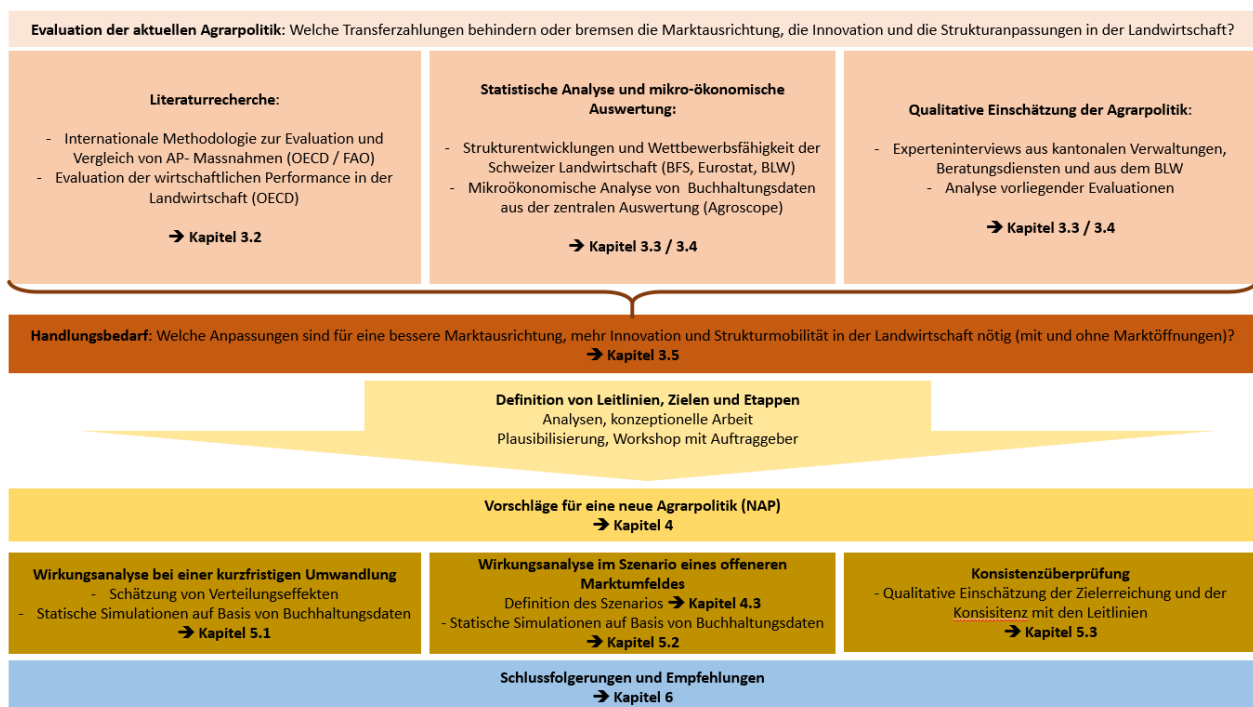 Evaluation der aktuellen Agrarpolitik: Welche Transferzahlungen behindern oder bremsen die Marktausrichtung, die Innovation und die Strukturanpassungen in der Landwirtschaft?
Literaturrecherche:
- Internationale Methodologie zur Evaluation und
Vergleich von AP- Massnahmen (OECD / FAO)
- Evaluation der wirtschaftlichen Performance in der
Landwirtschaft (OECD)
➔ Kapitel 3.2
Statistische Analyse und mikro-ökonomische
Auswertung:
- Strukturentwicklungen und Wettbewerbsfähigkeit der
Schweizer Landwirtschaft (BFS, Eurostat, BLW)
- Mikroökonomische Analyse von Buchhaltungsdaten
aus der zentralen Auswertung (Agroscope)
➔ Kapitel 3.3 / 3.4
Qualitative Einschätzung der Agrarpolitik:
- Experteninterviews aus kantonalen Verwaltungen,
Beratungsdiensten und aus dem BLW
- Analyse vorliegender Evaluationen
➔ Kapitel 3.3 / 3.4
Handlungsbedarf: Welche Anpassungen sind für eine bessere Marktausrichtung, mehr Innovation und Strukturmobilität in der Landwirtschaft nötig (mit und ohne Marktöffnungen)?
➔ Kapitel 3.5
Definition von Leitlinien, Zielen und Etappen
Analysen, konzeptionelle Arbeit
Plausibilisierung, Workshop mit Auftraggeber
Vorschläge für eine neue Agrarpolitik (NAP)
➔ Kapitel 4
Wirkungsanalyse bei einer kurzfristigen Umwandlung
- Schätzung von Verteilungseffekten
- Statische Simulationen auf Basis von Buchhaltungsdaten
➔ Kapitel 5.1
Wirkungsanalyse im Szenario eines offeneren
Marktumfeldes
Definition des Szenarios ➔ Kapitel 4.3
- Statische Simulationen auf Basis von Buchhaltungsdaten
➔ Kapitel 5.2
Konsistenzüberprüfung
- Qualitative Einschätzung der Zielerreichung und der
Konsisitenz mit den Leitlinien
➔ Kapitel 5.3
Schlussfolgerungen und Empfehlungen
➔ Kapitel 6